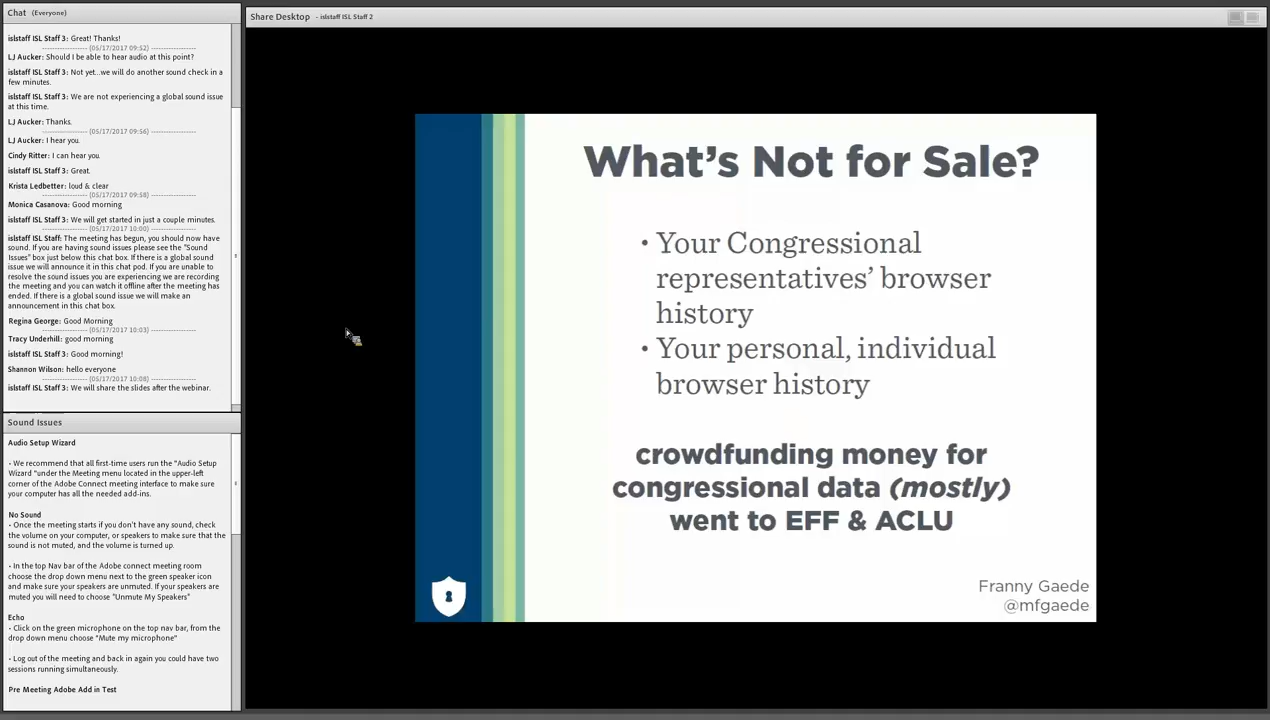 Chat (Everyone)
islstaff ISL Staff 3: Great! Thanks!
------------------ (05/17/2017 09:52) ------------------
LJ Aucker: Should I be able to hear audio at this point?
islstaff ISL Staff 3: Not yet...we will do another sound check in a
few minutes.
islstaff ISL Staff 3: We are not experiencing a global sound issue
at this time.
LJ Aucker: Thanks.
------------------ (05/17/2017 09:56) ------------------
LJ Aucker: I hear you.
Cindy Ritter: I can hear you.
islstaff ISL Staff 3: Great.
Krista Ledbetter: loud & clear
------------------ (05/17/2017 09:58) ------------------
Monica Casanova: Good morning
islstaff ISL Staff 3: We will get started in just a couple minutes.
------------------ (05/17/2017 10:00) ------------------
islstaff ISL Staff: The meeting has begun, you should now have
sound. If you are having sound issues please see the "Sound
Issues" box just below this chat box. If there is a global sound
issue we will announce it in this chat pod. If you are unable to
resolve the sound issues you are experiencing we are recording
the meeting and you can watch it offline after the meeting has
ended. If there is a global sound issue we will make an
announcement in this chat box.
Regina George: Good Morning
------------------ (05/17/2017 10:03) ------------------
Tracy Underhill: good morning
islstaff ISL Staff 3: Good morning!
Shannon Wilson: hello everyone
------------------ (05/17/2017 10:08) ------------------
islstaff ISL Staff 3: We will share the slides after the webinar.
Sound Issues
Audio Setup Wizard
• We recommend that all first-time users run the "Audio Setup
Wizard "under the Meeting menu located in the upper-left
corner of the Adobe Connect meeting interface to make sure
your computer has all the needed add-ins.
No Sound
• Once the meeting starts if you don't have any sound, check
the volume on your computer, or speakers to make sure that the
sound is not muted, and the volume is turned up.
• In the top Nav bar of the Adobe connect meeting room
choose the drop down menu next to the green speaker icon
and make sure your speakers are unmuted. If your speakers are
muted you will need to choose "Unmute My Speakers"
Echo
• Click on the green microphone on the top nav bar, from the
drop down menu choose "Mute my microphone"
• Log out of the meeting and back in again you could have two
sessions running simultaneously.
Pre Meeting Adobe Add in Test
Share Desktop - islstaff ISL Staff 2
What's Not for Sale?
• Your Congressional
representatives' browser
history
• Your personal, individual
browser history
crowdfunding money for
congressional data (mostly)
went to EFF & ACLU
Franny Gaede
@mfgaede